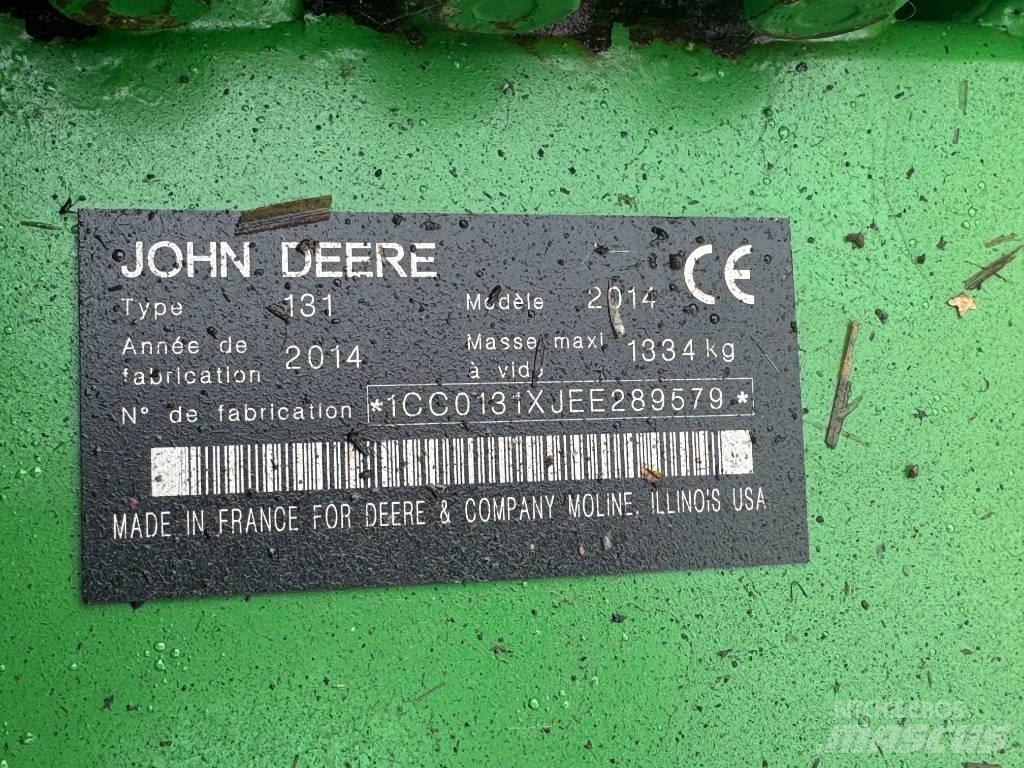 JOHN DEERE
CE
Type 131 Modèle 2014
Année de fabrication 2014 Masse maxi à vide 1334 kg
N° de fabrication *1CC0131XJEE289579*
MADE IN FRANCE FOR DEERE & COMPANY MOLINE, ILLINOIS USA
mascus